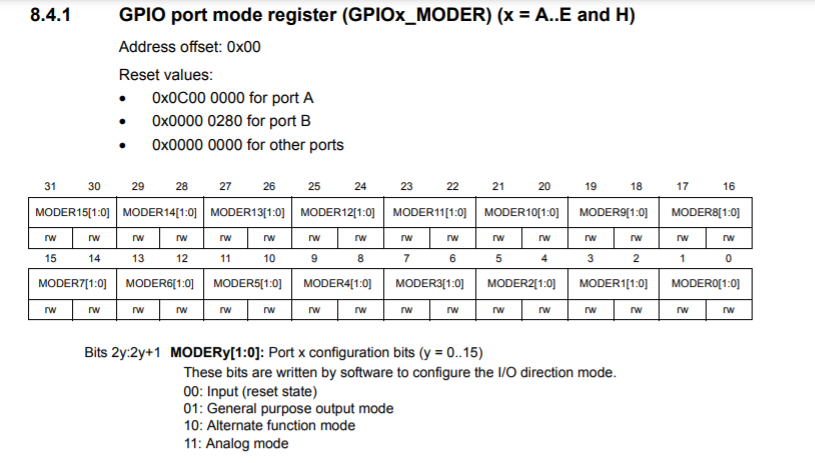 8.4.1 GPIO port mode register (GPIOx_MODER) (x = A..E and H)
Address offset: 0x00
Reset values:
• 0x0C00 0000 for port A
• 0x0000 0280 for port B
• 0x0000 0000 for other ports
31 30 29 28 27 26 25 24 23 22 21 20 19 18 17 16
MODER15[1:0] MODER14[1:0] MODER13[1:0] MODER12[1:0] MODER11[1:0] MODER10[1:0] MODER9[1:0] MODER8[1:0]
rw rw rw rw rw rw rw rw rw rw rw rw rw rw rw rw
15 14 13 12 11 10 9 8 7 6 5 4 3 2 1 0
MODER7[1:0] MODER6[1:0] MODER5[1:0] MODER4[1:0] MODER3[1:0] MODER2[1:0] MODER1[1:0] MODER0[1:0]
rw rw rw rw rw rw rw rw rw rw rw rw rw rw rw rw
Bits 2y:2y+1 MODERy[1:0]: Port x configuration bits (y = 0..15)
These bits are written by software to configure the I/O direction mode.
00: Input (reset state)
01: General purpose output mode
10: Alternate function mode
11: Analog mode